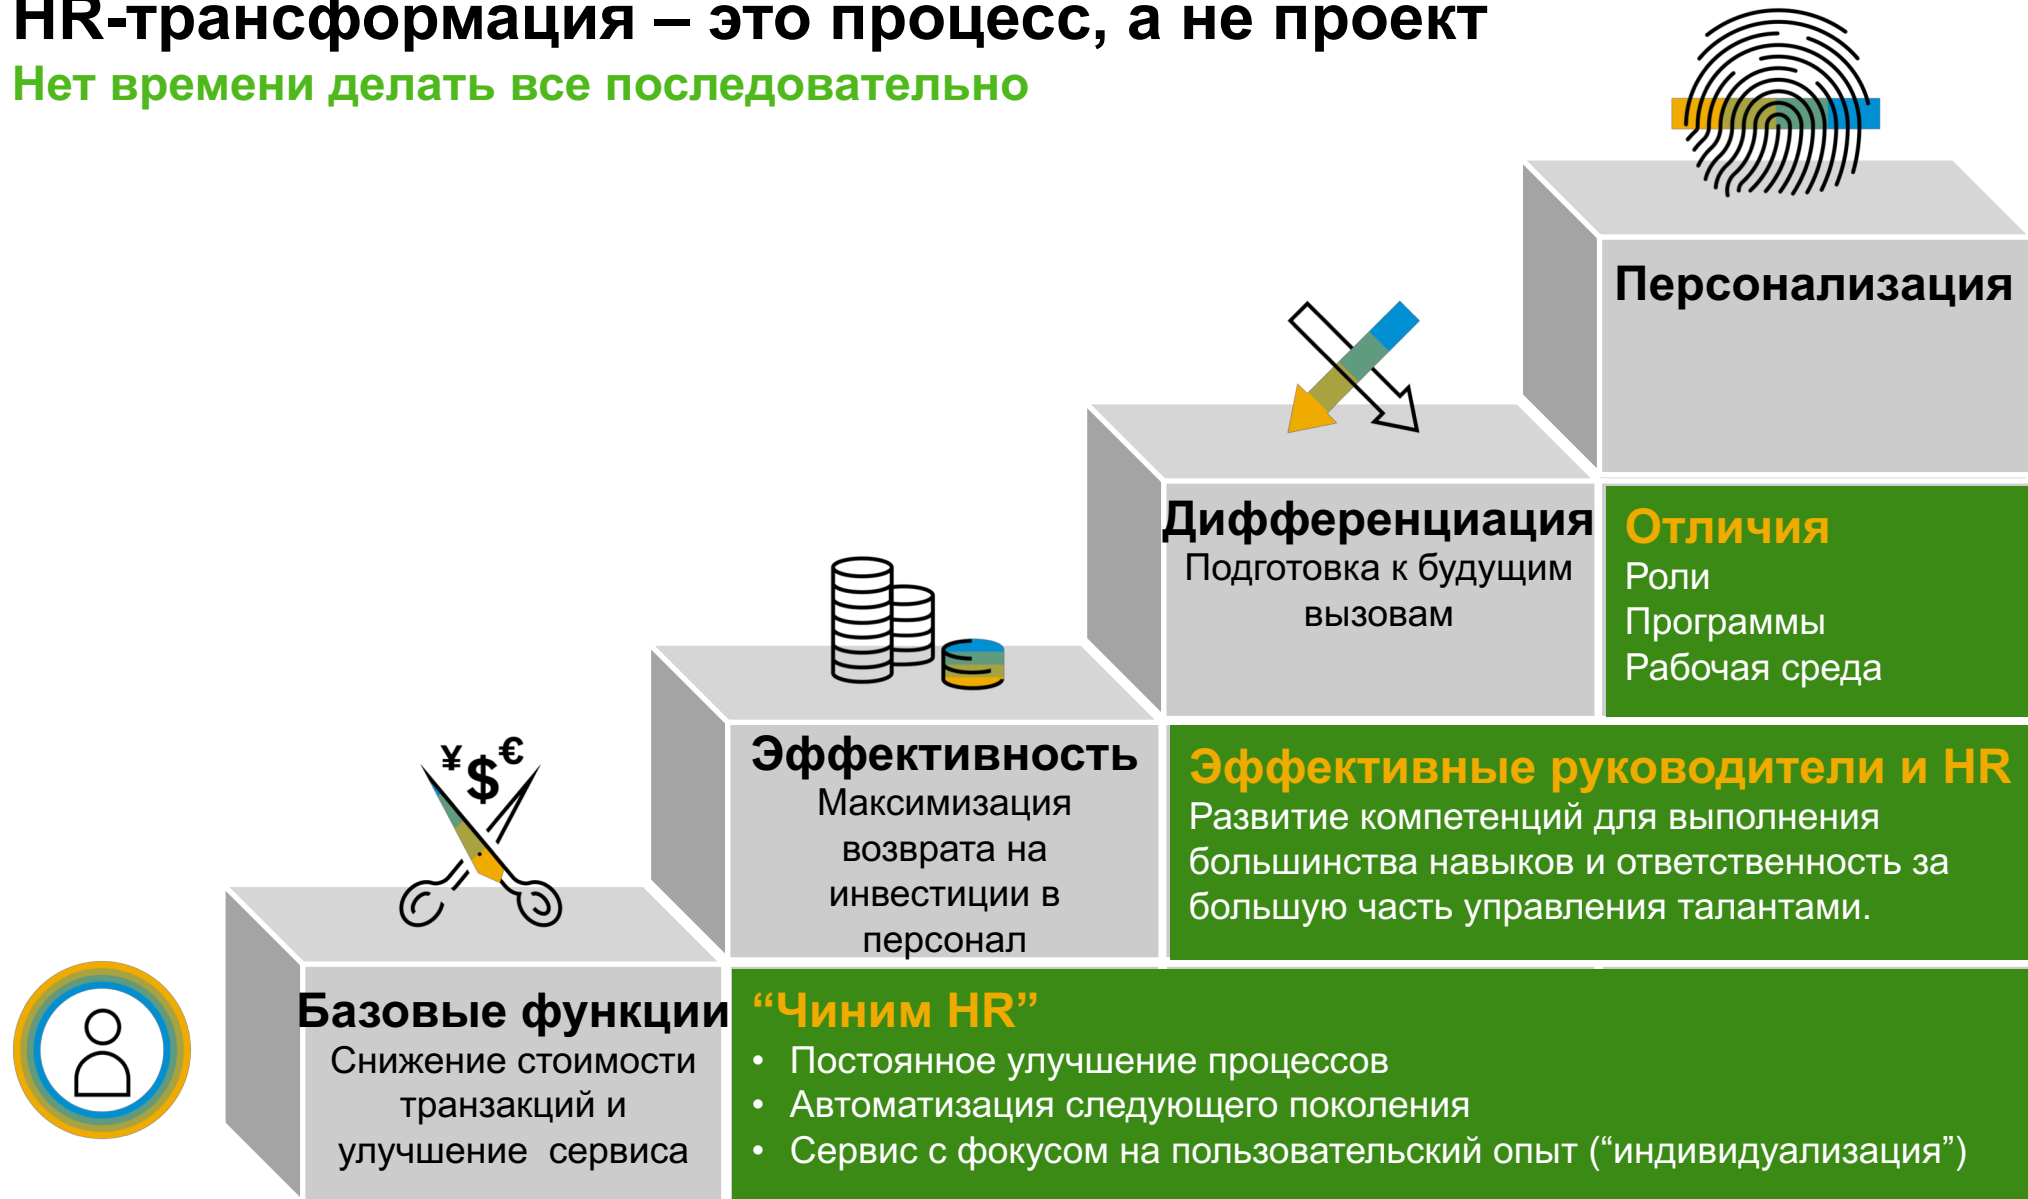 HR-трансформация – это процесс, а не проект
Нет времени делать все последовательно
Персонализация
Дифференциация
Подготовка к будущим
вызовам
Отличия
Роли
Программы
Рабочая среда
Эффективность
Максимизация
возврата на
инвестиции в
персонал
Эффективные руководители и HR
Развитие компетенций для выполнения
большинства навыков и ответственность за
большую часть управления талантами.
¥$€
Базовые функции
Снижение стоимости
транзакций и
улучшение  сервиса
“Чиним HR”
• Постоянное улучшение процессов
• Автоматизация следующего поколения
• Сервис с фокусом на пользовательский опыт (“индивидуализация”)